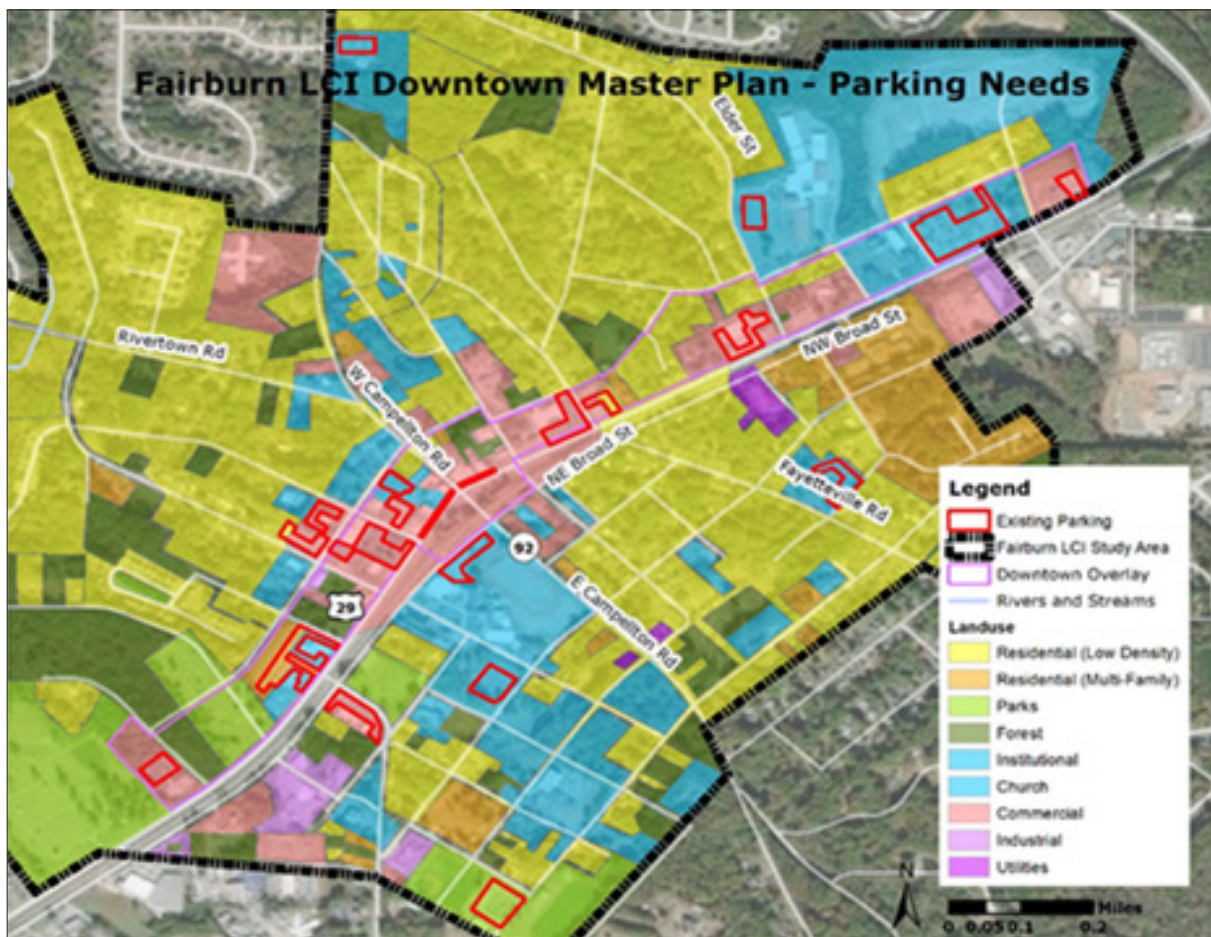 Fairburn LCI Downtown Master Plan - Parking Needs
Elder St
Rivertown Rd
W Campellton Rd
NW Broad St
NE Broad St
Fayetteville Rd
92
E Campellton Rd
29
Legend
Existing Parking
Fairburn LCI Study Area
Downtown Overlay
Rivers and Streams
Landuse
Residential (Low Density)
Residential (Multi-Family)
Parks
Forest
Institutional
Church
Commercial
Industrial
Utilities
N
Miles
0 0.05 0.1 0.2